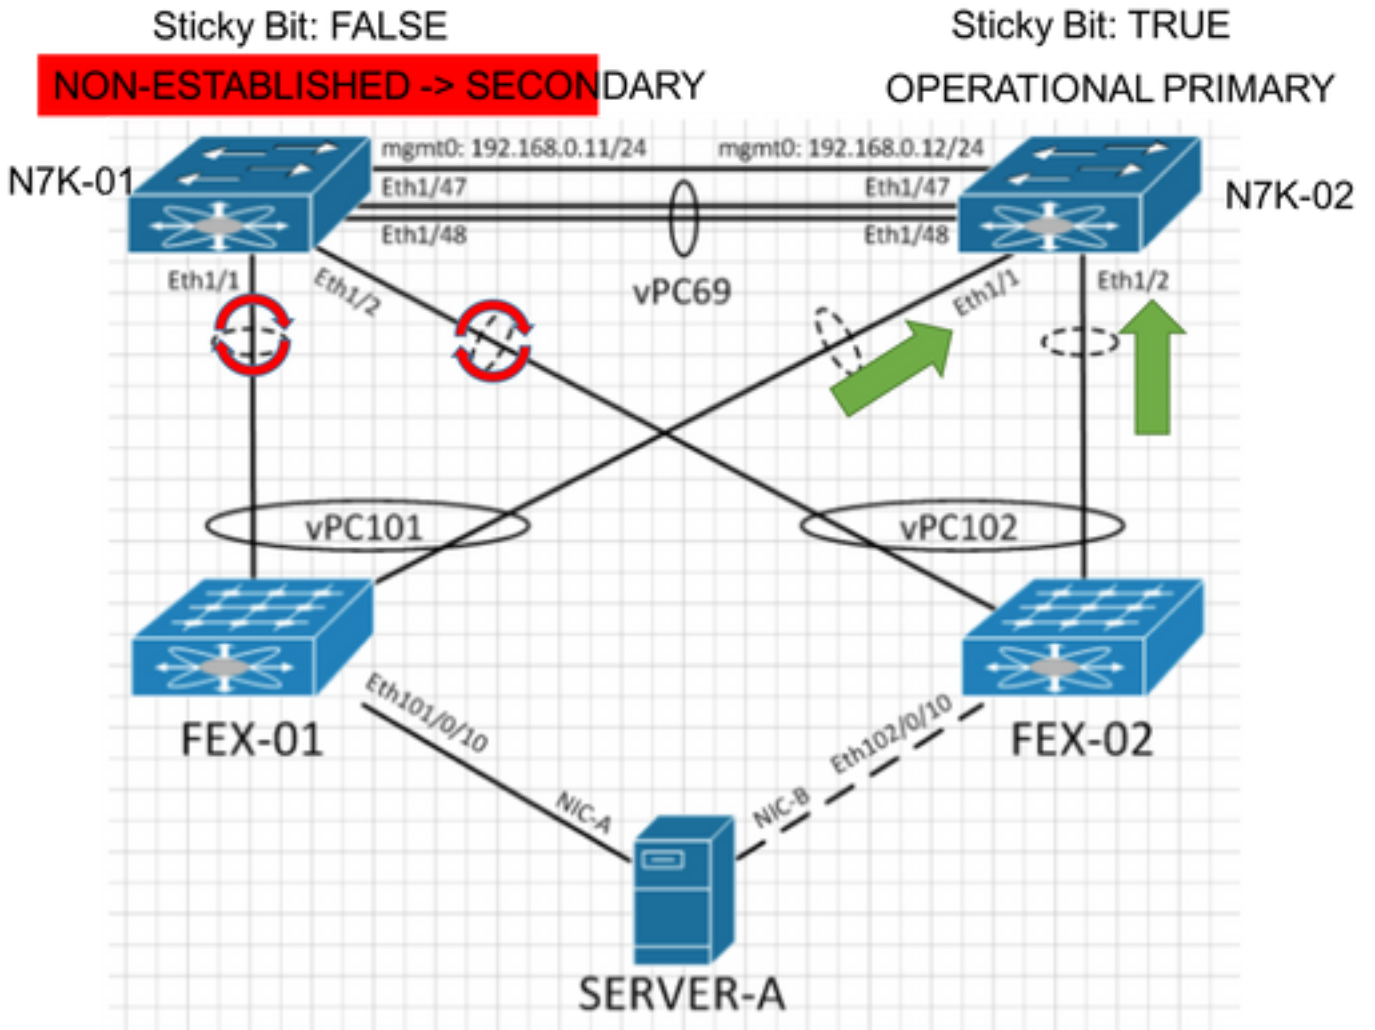 Sticky Bit: FALSE
Sticky Bit: TRUE
NON-ESTABLISHED -> SECONDARY
OPERATIONAL PRIMARY
mgmt0: 192.168.0.11/24
mgmt0: 192.168.0.12/24
N7K-01
Eth1/47
Eth1/47
N7K-02
Eth1/48
Eth1/48
Eth1/1
Eth1/2
vPC69
Eth1/1
Eth1/2
vPC101
vPC102
FEX-01
Eth101/0/10
Eth102/0/10
FEX-02
NIC-A
NIC-B
SERVER-A